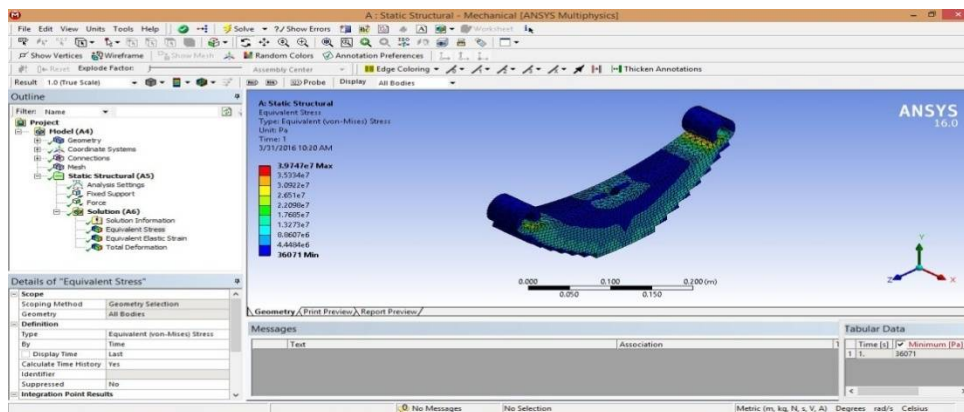 A : Static Structural - Mechanical [ANSYS Multiphysics]
File Edit View Units Tools Help Solve ?/ Show Errors Worksheet
Show Vertices Wireframe Show Mesh Random Colors Annotation Preferences
Reset Explode Factor: Assembly Center Edge Coloring Thicken Annotations
Result 1.0 (True Scale) Probe Display All Bodies
Outline
Filter: Name
Project
Model (A4)
Geometry
Coordinate Systems
Connections
Mesh
Static Structural (A5)
Analysis Settings
Fixed Support
Force
Solution (A6)
Solution Information
Equivalent Stress
Equivalent Elastic Strain
Total Deformation
A: Static Structural
Equivalent Stress
Type: Equivalent (von-Mises) Stress
Unit: Pa
Time: 1
3/31/2016 10:20 AM
3.9747e7 Max
3.5334e7
3.0922e7
2.651e7
2.2098e7
1.7685e7
1.3273e7
8.8607e6
4.4484e6
36071 Min
ANSYS
16.0
0.000 0.100 0.200 (m)
0.050 0.150
Y
Z X
Geometry Print Preview Report Preview
Details of "Equivalent Stress"
Scope
Scoping Method Geometry Selection
Geometry All Bodies
Definition
Type Equivalent (von-Mises) Stress
By Time
Display Time Last
Calculate Time History Yes
Identifier
Suppressed No
Integration Point Results
Messages
Text Association
Tabular Data
Time [s] Minimum [Pa]
1 1. 36071
No Messages No Selection Metric (m, kg, N, s, V, A) Degrees rad/s Celsius